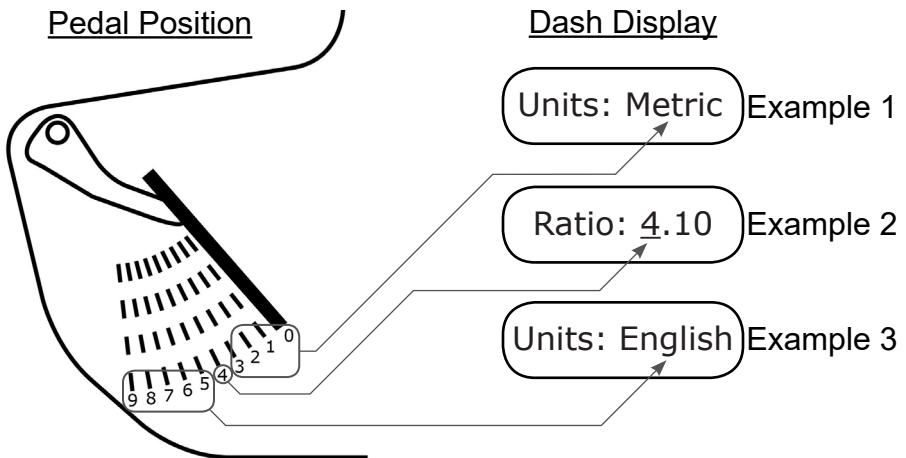 Pedal Position
Dash Display
Units: Metric
Example 1
Ratio: 4.10
Example 2
Units: English
Example 3
0
1
2
3
4
5
6
7
8
9